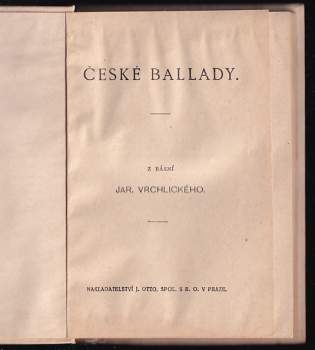 ČESKÉ BALLADY.
Z BÁSNÍ
JAR. VRCHLICKÉHO.
NAKLADATELSTVÍ J. OTTO, SPOL. S R. O. V PRAZE.